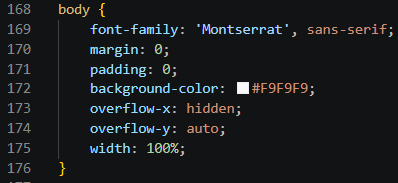 168 body {
169 font-family: 'Montserrat', sans-serif;
170 margin: 0;
171 padding: 0;
172 background-color: #F9F9F9;
173 overflow-x: hidden;
174 overflow-y: auto;
175 width: 100%;
176 }